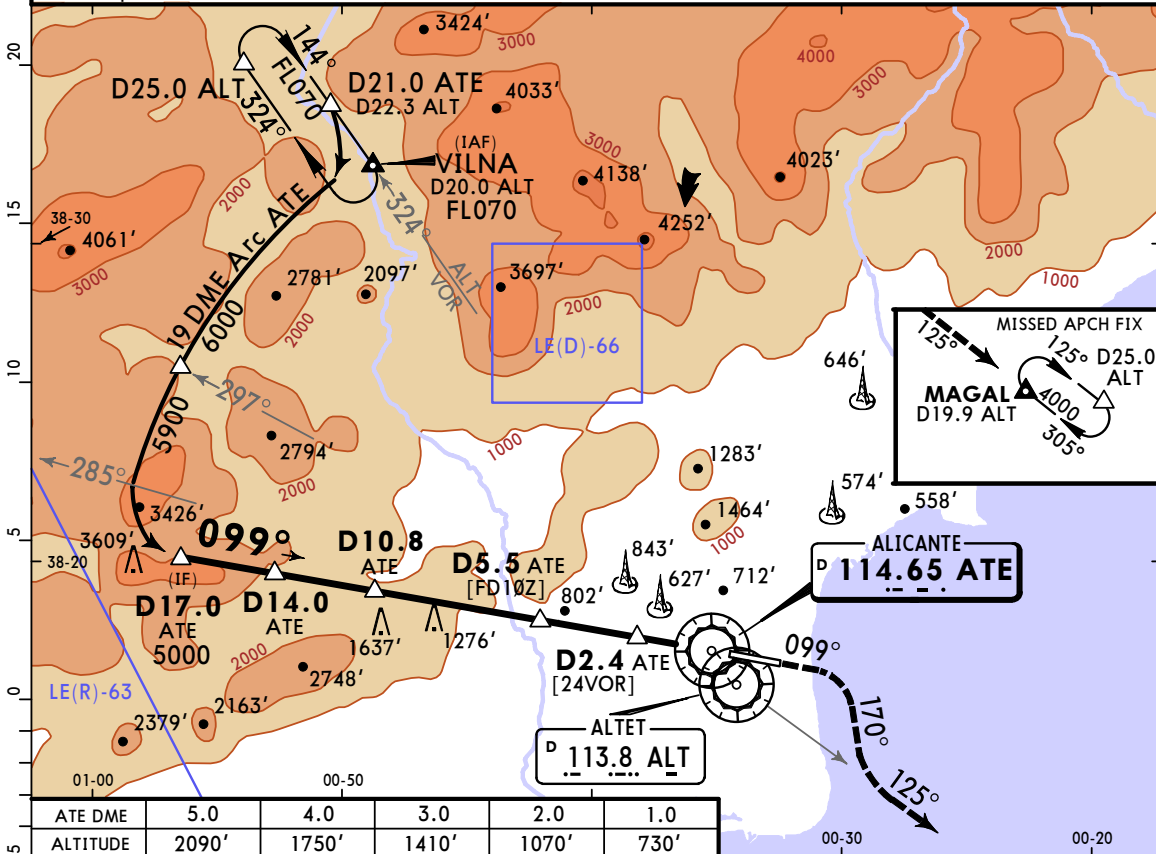 3424’
3000
4000
20
144°
FL070
D25.0 ALT
324°
D21.0 ATE
D22.3 ALT
4033’
3000
3000
(IAF)
VILNA
D20.0 ALT
FL070
4138’
4023’
2000
15
38-30
4061’
3000
19 DME Arc ATE
6000
324°
ALT
VOR
4252’
2781’
2097’
2000
3697’
2000
LE(D)-66
2000
1000
125°
MISSED APCH FIX
125°
D25.0
ALT
MAGAL
D19.9 ALT
4000
305°
646’
10
297°
5900
2794’
2000
1000
285°
3426’
1283’
1464’
1000
574’
558’
5
38-20
3609’
099°
(IF)
D17.0
ATE
5000
D14.0
ATE
D10.8
ATE
D5.5 ATE
[FD10Z]
802’
843’
627’
712’
ALICANTE
D 114.65 ATE
1637’
1276’
D2.4 ATE
[24VOR]
099°
2000
2748’
LE(R)-63
2163’
2379’
0
ALTET
D 113.8 ALT
170°
125°
01-00
00-50
00-30
00-20
5
ATE DME 5.0 4.0 3.0 2.0 1.0
ALTITUDE 2090’ 1750’ 1410’ 1070’ 730’